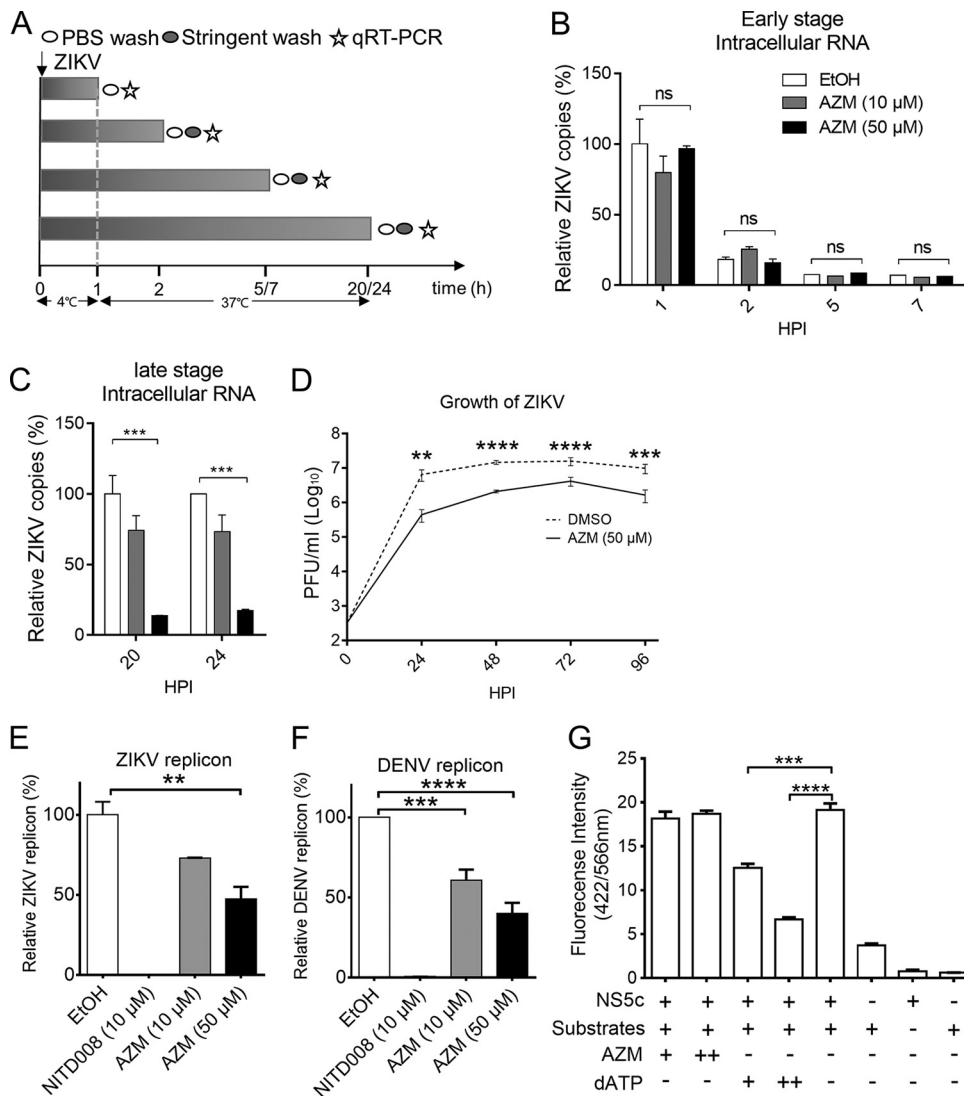 A
PBS wash Stringent wash qRT-PCR
ZIKV
0 1 2 5/7 20/24 time (h)
4℃ 37℃
B
Early stage
Intracellular RNA
Relative ZIKV copies (%)
150
100
50
0
EtOH
AZM (10 µM)
AZM (50 µM)
ns
ns
ns
ns
1 2 5 7
HPI
C
late stage
Intracellular RNA
Relative ZIKV copies (%)
150
100
50
0
***
***
20 24
HPI
D
Growth of ZIKV
PFU/ml (Log10)
8
7
6
5
4
3
2
** **** **** ***
DMSO
AZM (50 µM)
0 24 48 72 96
HPI
E
ZIKV replicon
Relative ZIKV replicon (%)
100
50
0
**
EtOH
NITD008 (10 µM)
AZM (10 µM)
AZM (50 µM)
F
DENV replicon
Relative DENV replicon (%)
100
50
0
****
***
EtOH
NITD008 (10 µM)
AZM (10 µM)
AZM (50 µM)
G
Fluorecense Intensity
(422/566nm)
25
20
15
10
5
0
***
****
NS5c + + + + + - + -
Substrates + + + + + + - +
AZM + ++ - - - - - -
dATP - - + ++ - - - -